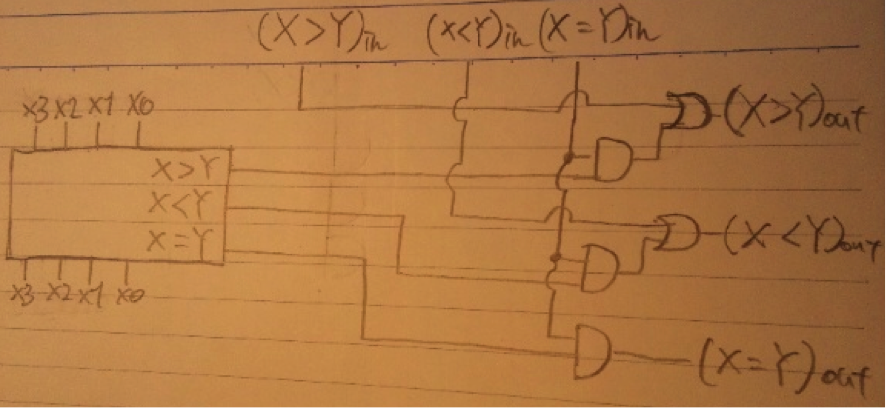 (X>Y)in (x<Y)in (X=Y)in
x3 x2 x1 x0
(X>Y)out
X>Y
X<Y
X=Y
(X<Y)out
x3 x2 x1 x0
(X=Y)out